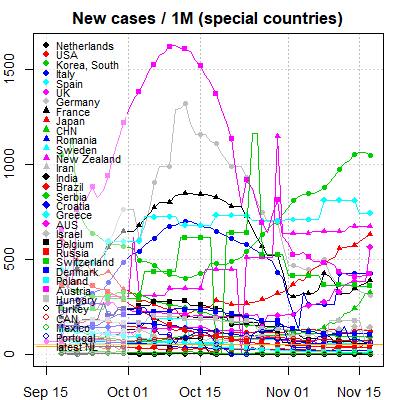 New cases / 1M (special countries)
1500
1000
500
0
Netherlands
USA
Korea, South
Italy
Spain
UK
Germany
France
Japan
CHN
Romania
Sweden
New Zealand
Iran
India
Brazil
Serbia
Croatia
Greece
AUS
Israel
Belgium
Russia
Switzerland
Denmark
Poland
Austria
Hungary
Turkey
CAN
Mexico
Portugal
latest NL
Sep 15
Oct 01
Oct 15
Nov 01
Nov 15